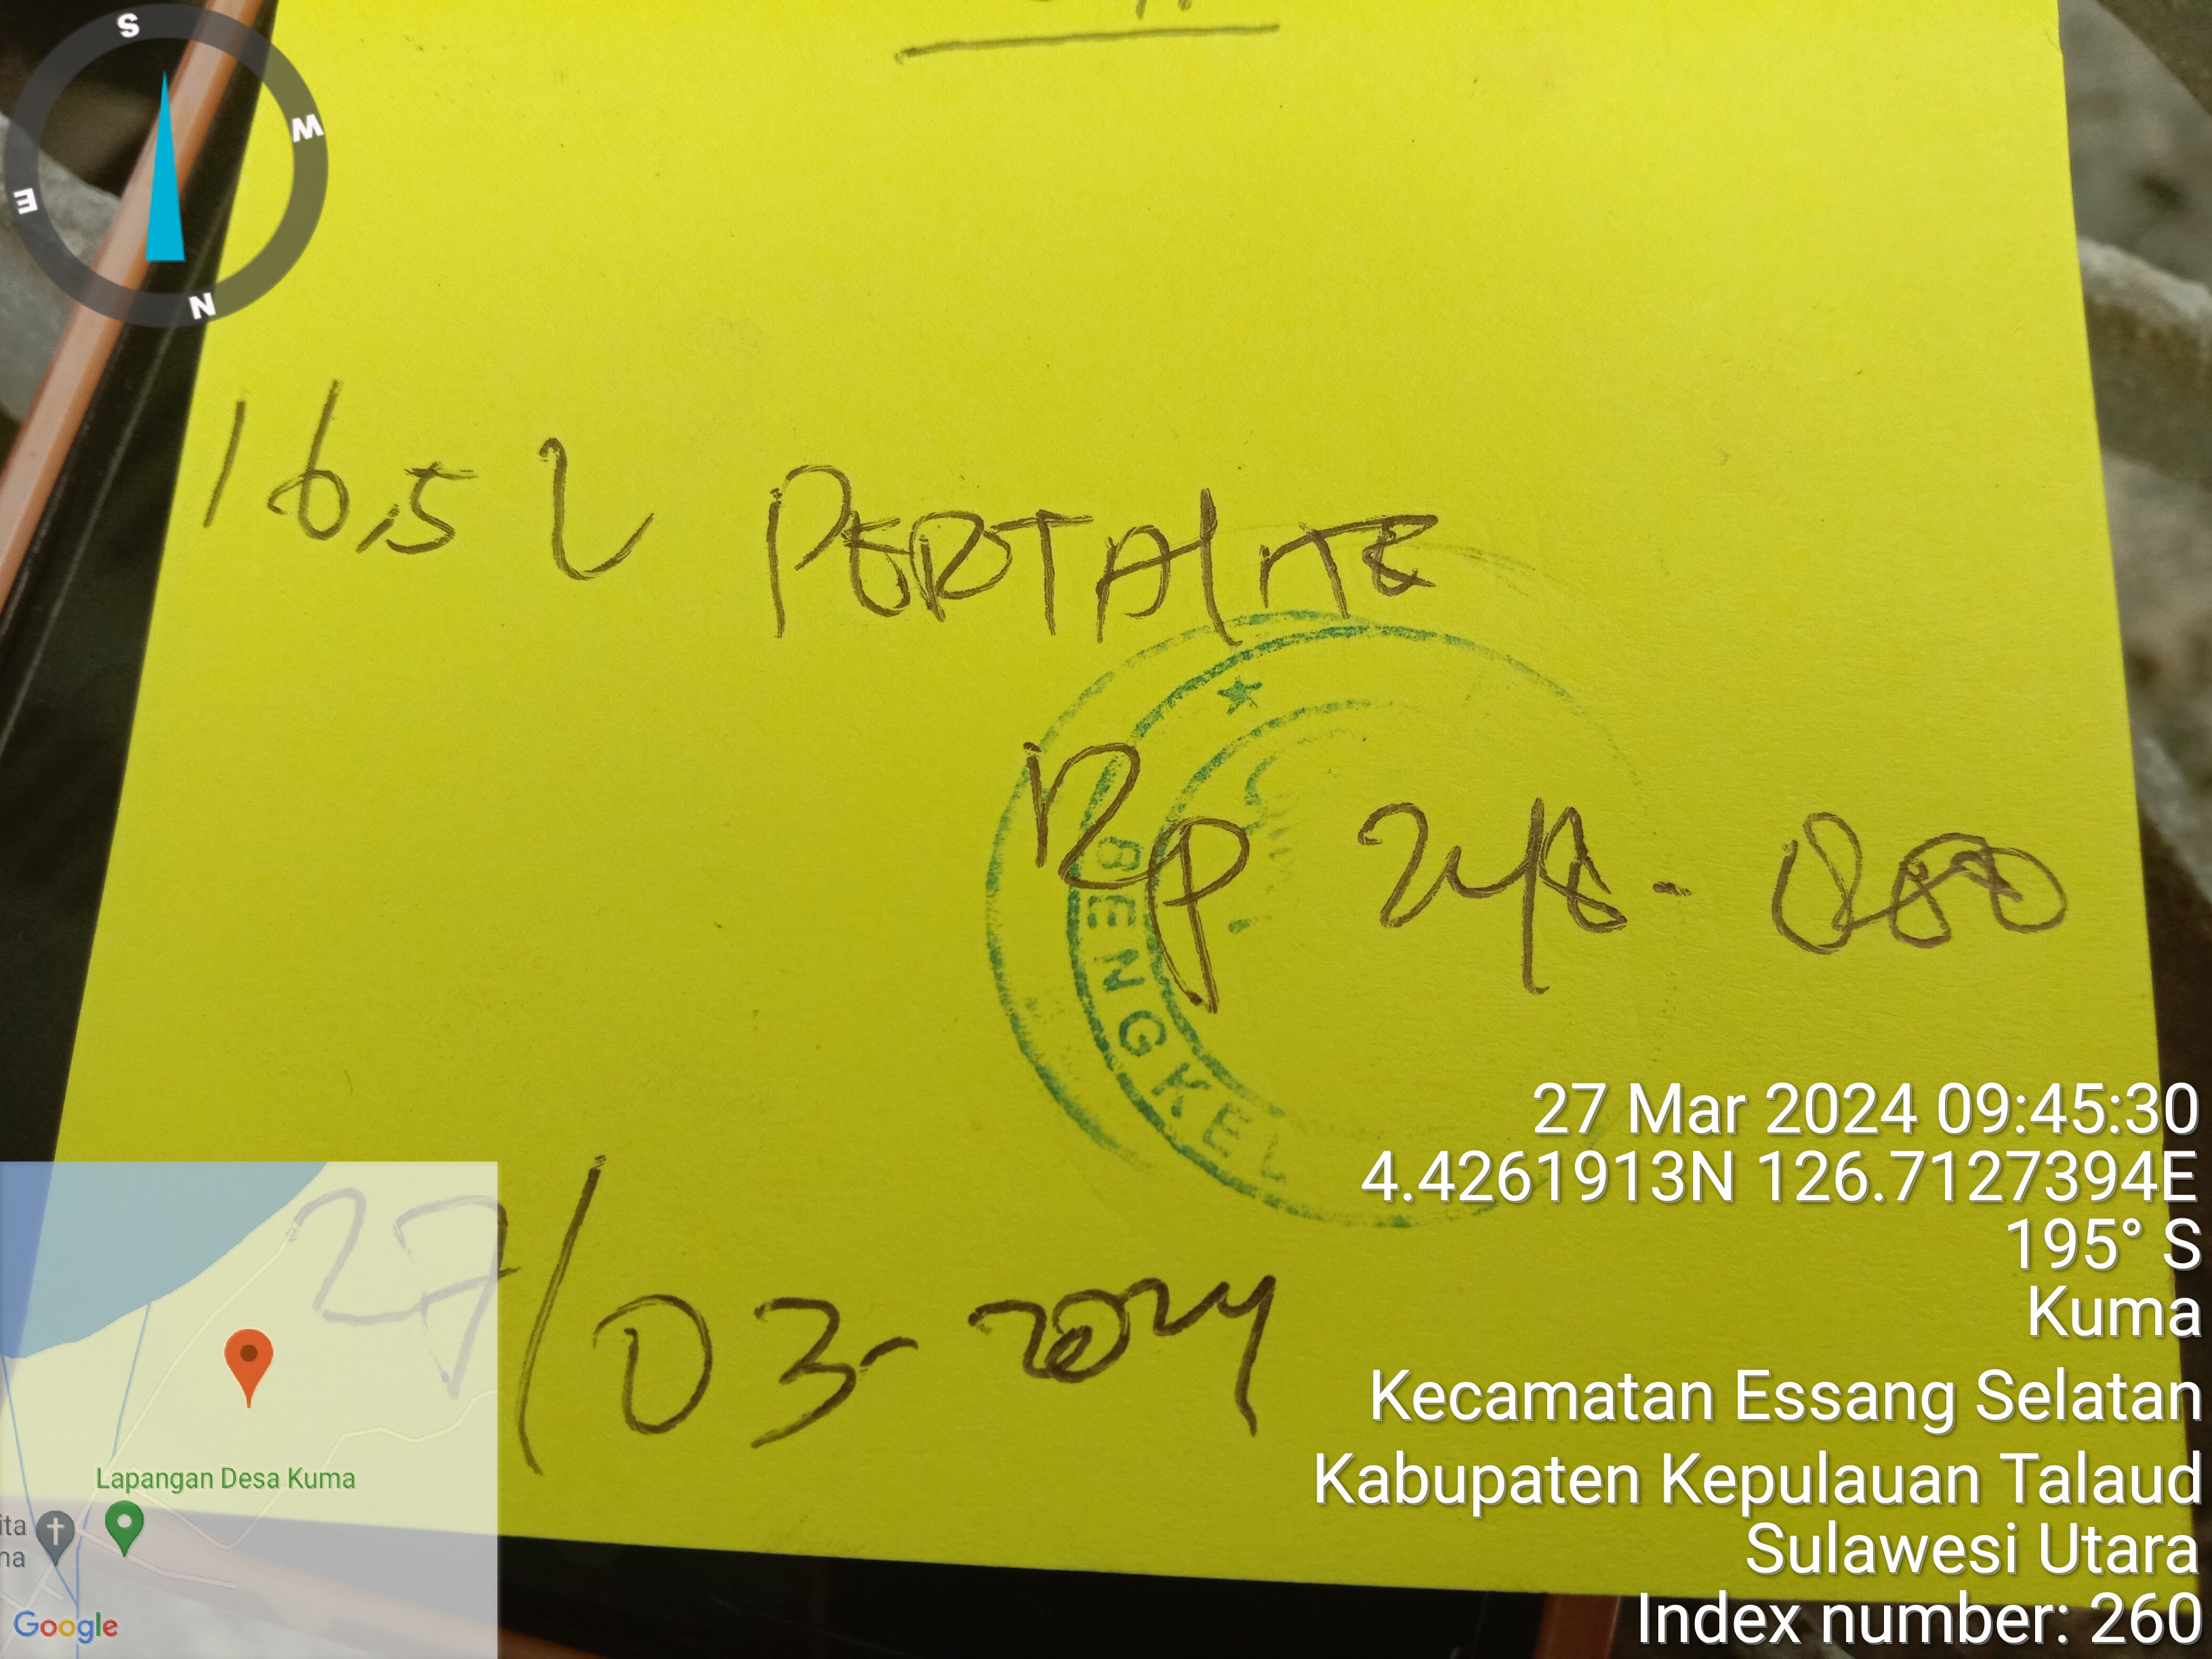 S
W
E
N
16,5 L PERTALITE
Rp 248.000
BENGKEL
27/03-2024
27 Mar 2024 09:45:30
4.4261913N 126.7127394E
195° S
Kuma
Kecamatan Essang Selatan
Kabupaten Kepulauan Talaud
Sulawesi Utara
Index number: 260
Lapangan Desa Kuma
Google